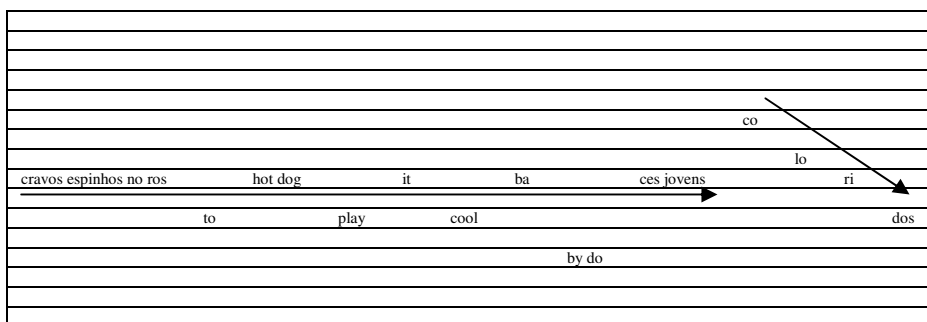 co
lo
cravos espinhos no ros hot dog it ba ces jovens ri
to play cool dos
by do